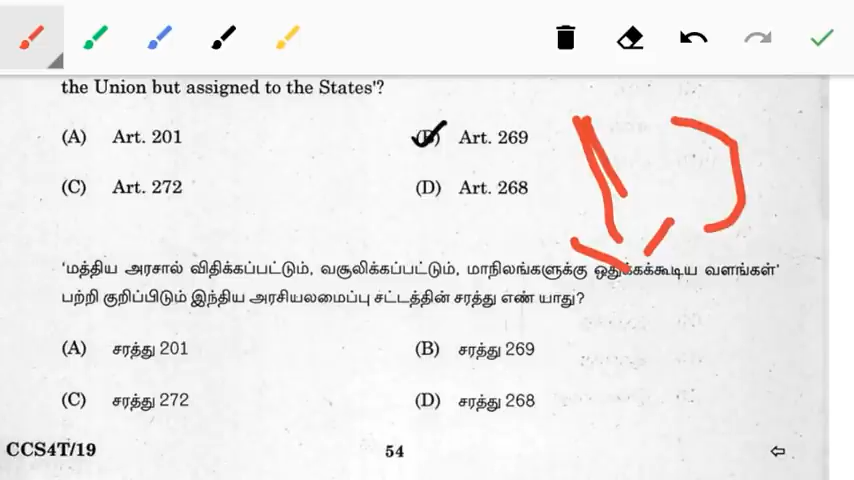 the Union but assigned to the States'?
(A) Art. 201
(B) Art. 269
(C) Art. 272
(D) Art. 268
'மத்திய அரசால் விதிக்கப்பட்டும், வசூலிக்கப்பட்டும், மாநிலங்களுக்கு ஒதுக்கக்கூடிய வளங்கள்'
பற்றி குறிப்பிடும் இந்திய அரசியலமைப்பு சட்டத்தின் சரத்து எண் யாது?
(A) சரத்து 201
(B) சரத்து 269
(C) சரத்து 272
(D) சரத்து 268
CCS4T/19
54